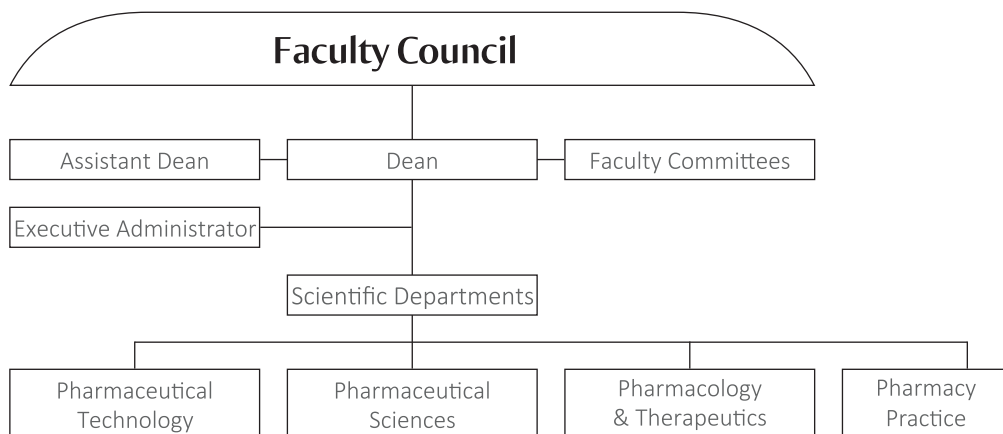 Faculty Council
Assistant Dean
Dean
Faculty Committees
Executive Administrator
Scientific Departments
Pharmaceutical
Technology
Pharmaceutical
Sciences
Pharmacology
& Therapeutics
Pharmacy
Practice